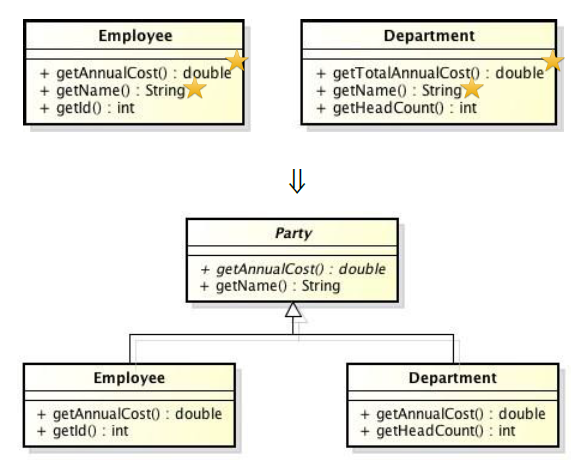 Employee
+ getAnnualCost() : double
+ getName() : String
+ getId() : int
Department
+ getTotalAnnualCost() : double
+ getName() : String
+ getHeadCount() : int
Party
+ getAnnualCost() : double
+ getName() : String
Employee
+ getAnnualCost() : double
+ getId() : int
Department
+ getAnnualCost() : double
+ getHeadCount() : int